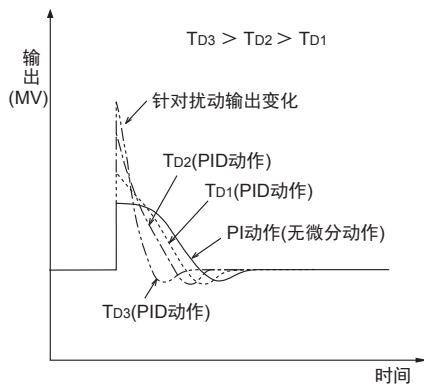 TD3 > TD2 > TD1
输出
(MV)
针对扰动输出变化
TD2(PID动作)
TD1(PID动作)
PI动作(无微分动作)
TD3(PID动作)
时间